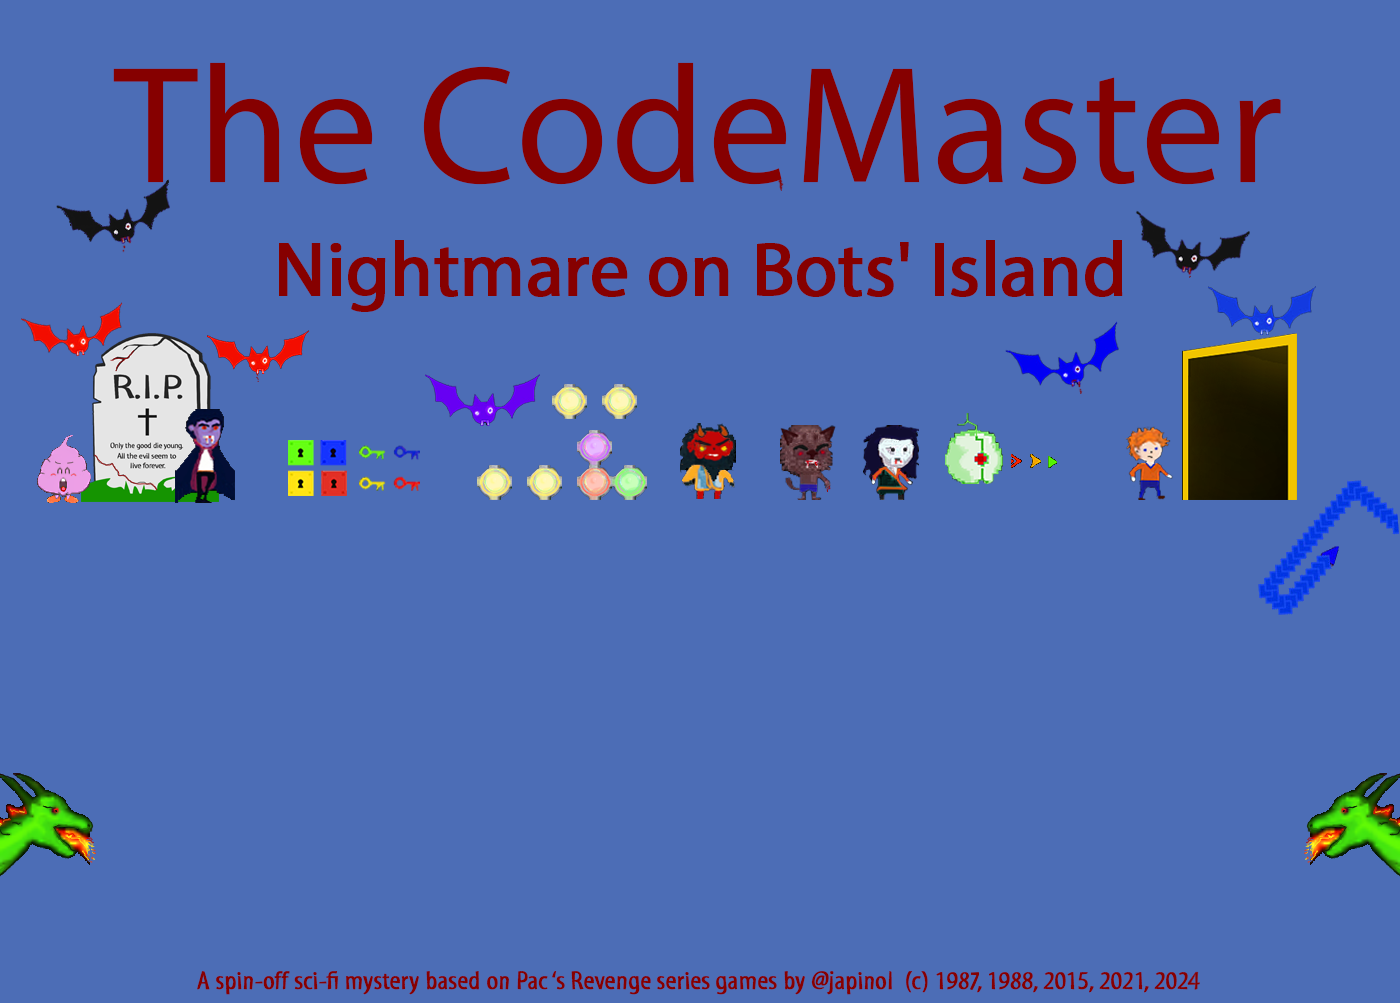 The CodeMaster
Nightmare on Bots' Island
R.I.P.
Only the good die young.
All the evil seem to
live forever.
A spin-off sci-fi mystery based on Pac ‘s Revenge series games by @japinol (c) 1987, 1988, 2015, 2021, 2024